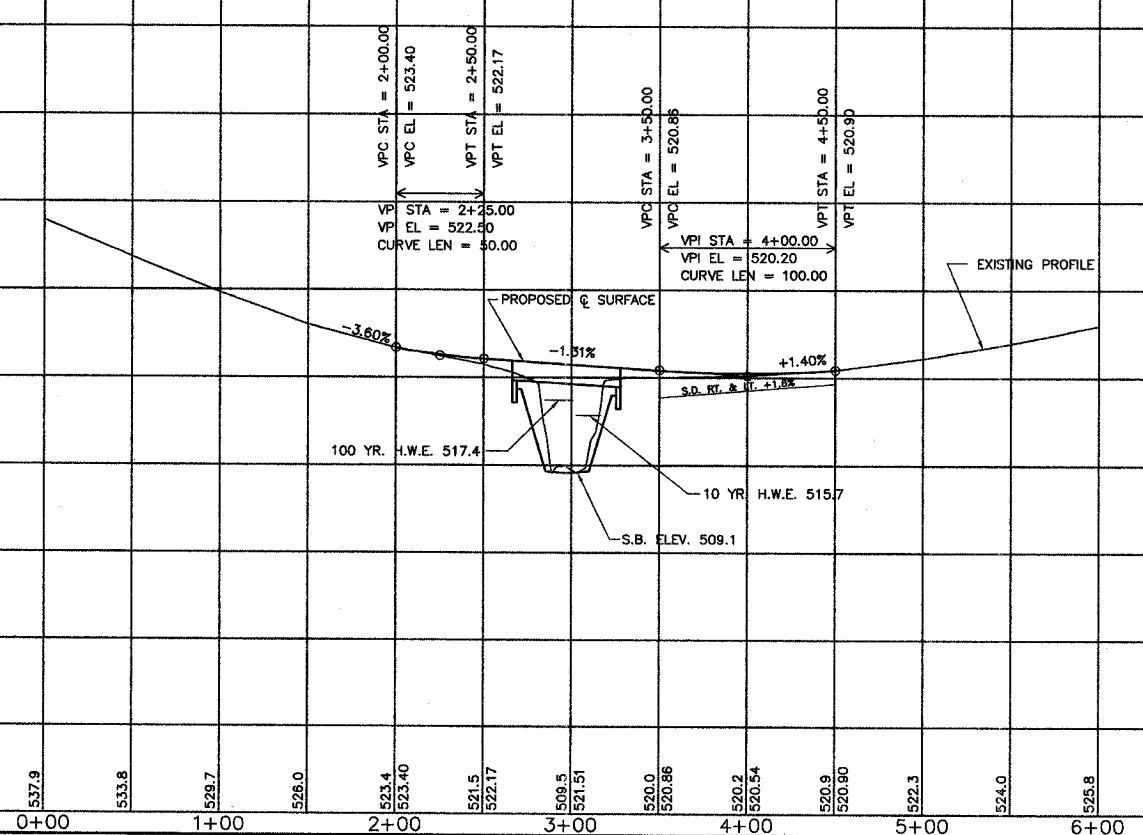 VPC STA = 2+00.00
VPC EL = 523.40
VPT STA = 2+50.00
VPT EL = 522.17
VPC STA = 3+50.00
VPC EL = 520.86
VPT STA = 4+50.00
VPT EL = 520.90
VPI STA = 2+25.00
VPI EL = 522.50
CURVE LEN = 50.00
VPI STA = 4+00.00
VPI EL = 520.20
CURVE LEN = 100.00
EXISTING PROFILE
PROPOSED ℄ SURFACE
-3.60%
-1.31%
+1.40%
S.D. RT. & LT. +1.8%
100 YR. H.W.E. 517.4
10 YR. H.W.E. 515.7
S.B. ELEV. 509.1
537.9
533.8
529.7
526.0
523.4
523.40
521.5
522.17
509.5
521.51
520.0
520.86
520.2
520.54
520.9
520.90
522.3
524.0
525.8
0+00 1+00 2+00 3+00 4+00 5+00 6+00